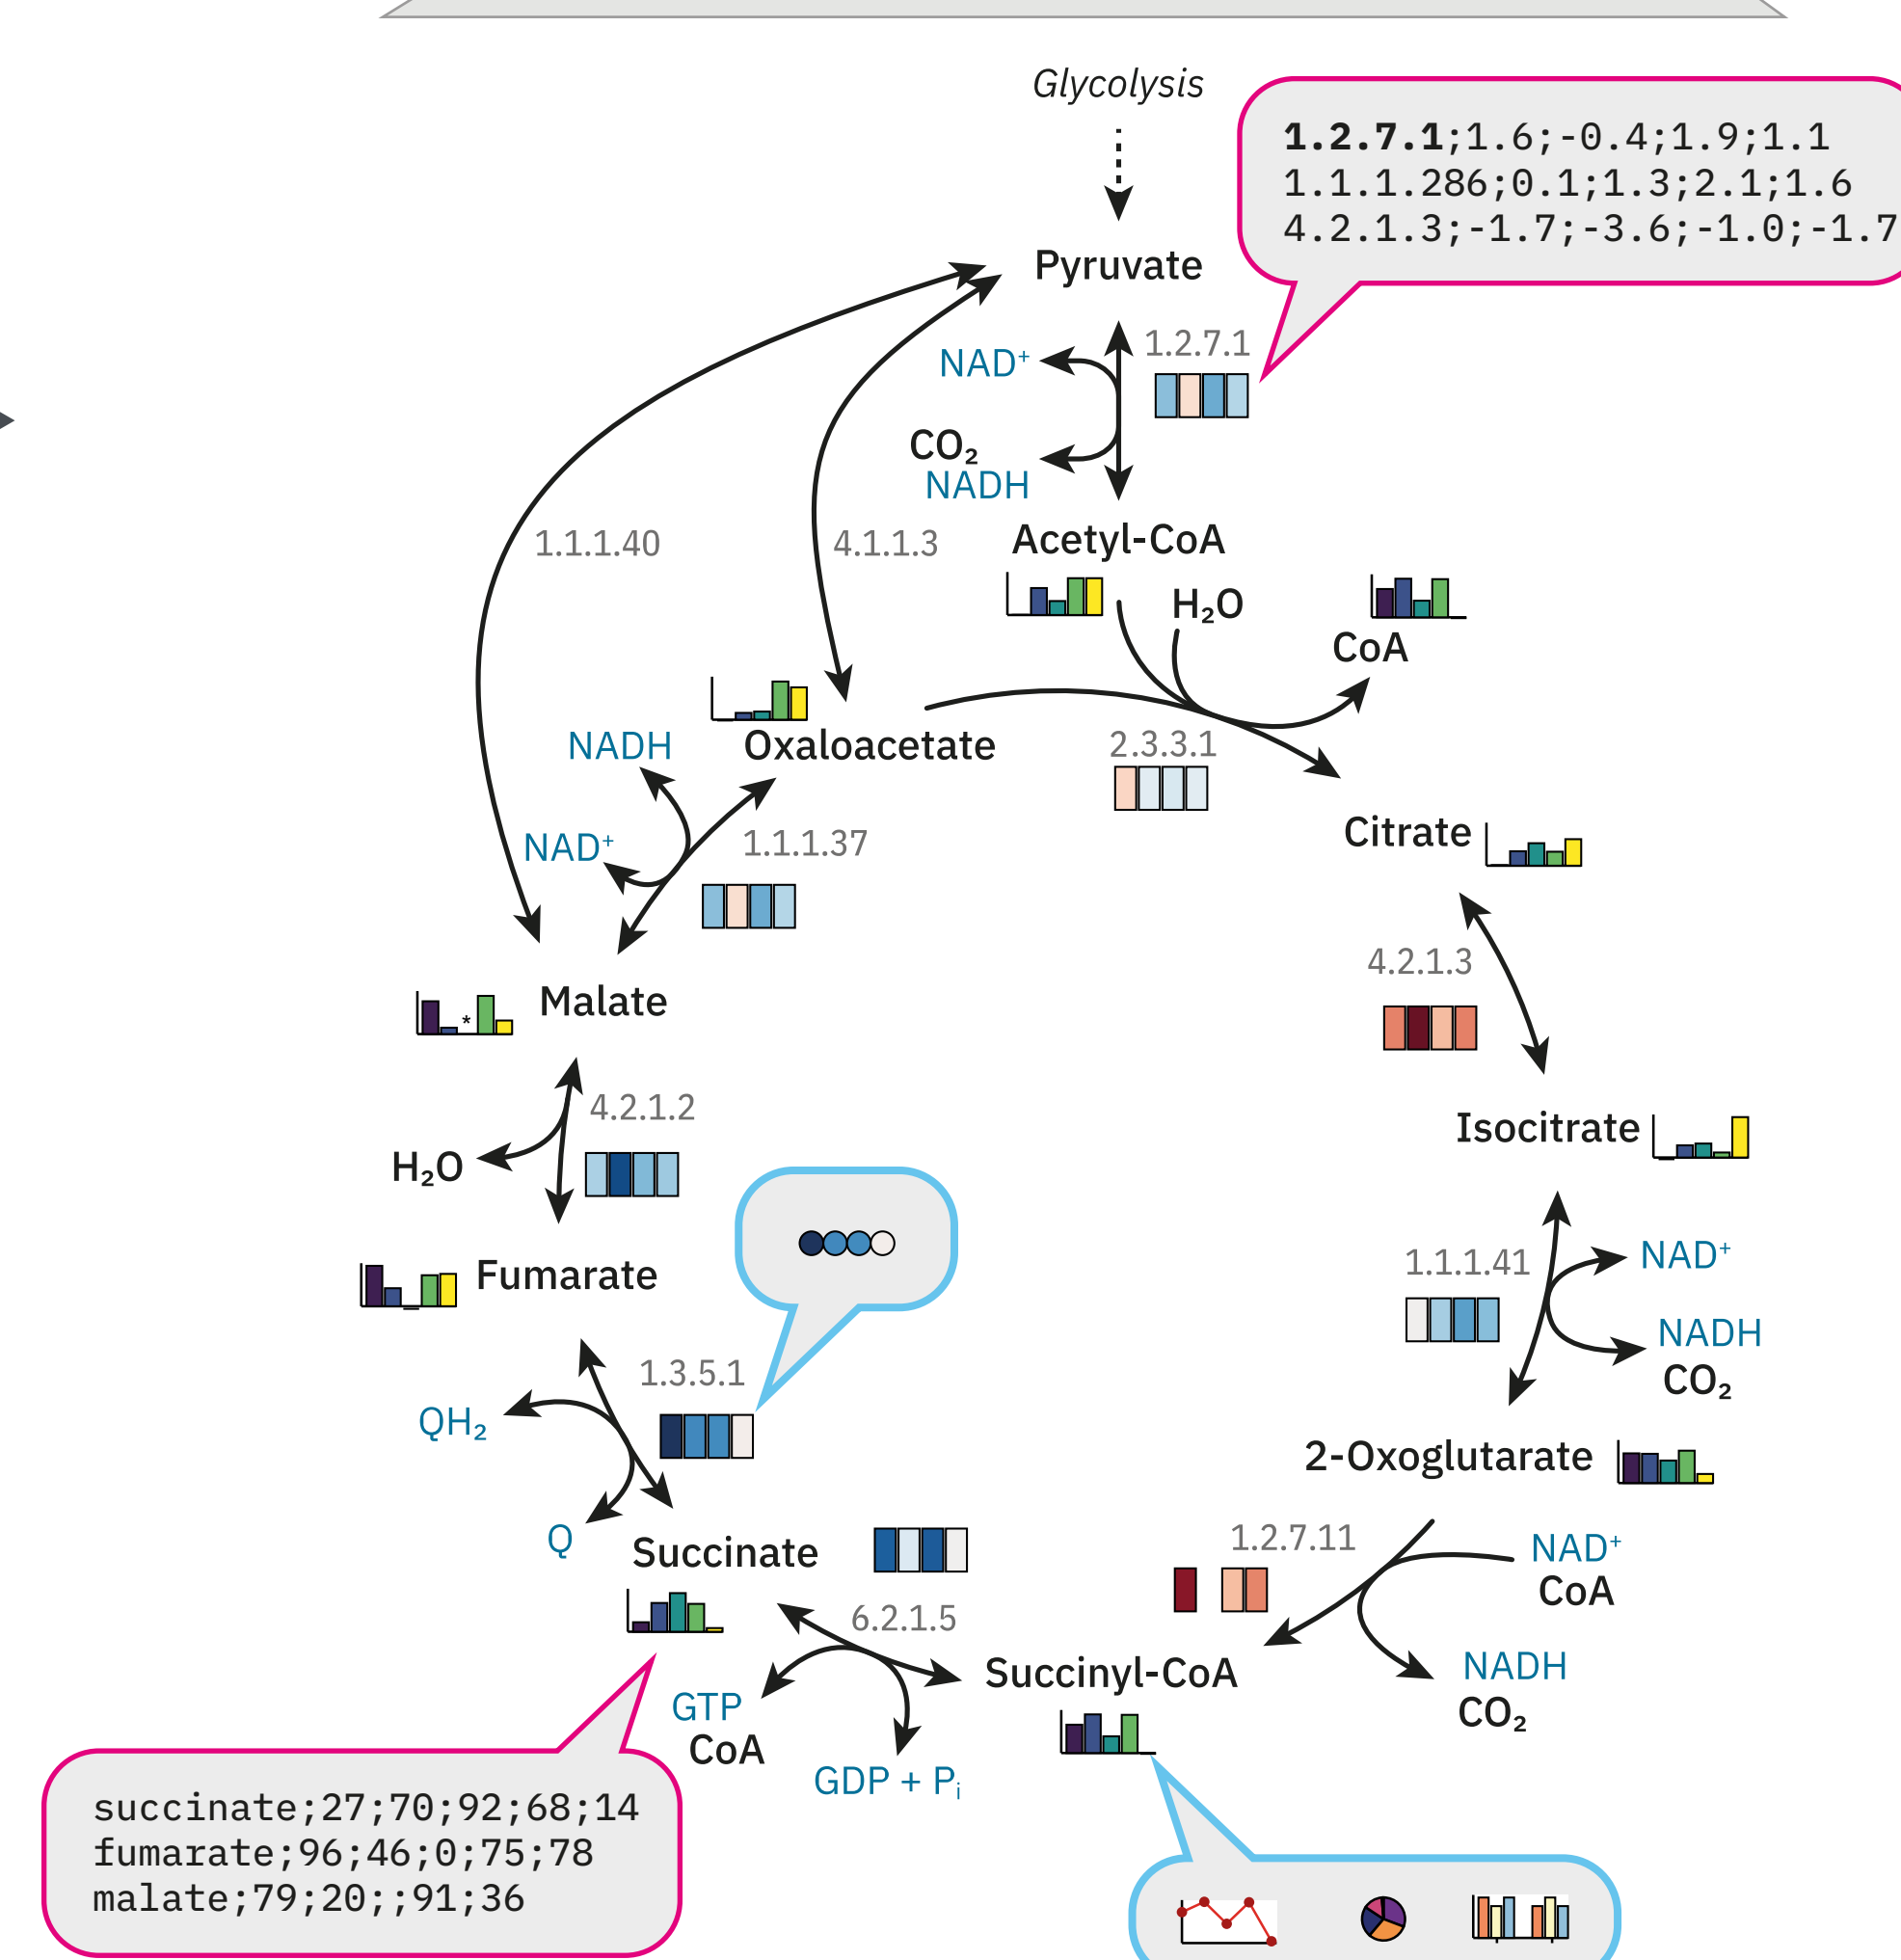 Glycolysis
1.2.7.1;1.6;-0.4;1.9;1.1
1.1.1.286;0.1;1.3;2.1;1.6
4.2.1.3;-1.7;-3.6;-1.0;-1.7
Pyruvate
1.2.7.1
NAD⁺
CO₂
NADH
1.1.1.40
4.1.1.3
Acetyl-CoA
H₂O
CoA
Oxaloacetate
NADH
2.3.3.1
NAD⁺
1.1.1.37
Citrate
4.2.1.3
Malate
*
4.2.1.2
H₂O
Isocitrate
1.1.1.41
NAD⁺
NADH
CO₂
Fumarate
1.3.5.1
QH₂
Q
2-Oxoglutarate
1.2.7.11
NAD⁺
CoA
NADH
CO₂
Succinate
6.2.1.5
Succinyl-CoA
GTP
CoA
GDP + Pᵢ
succinate;27;70;92;68;14
fumarate;96;46;0;75;78
malate;79;20;;91;36